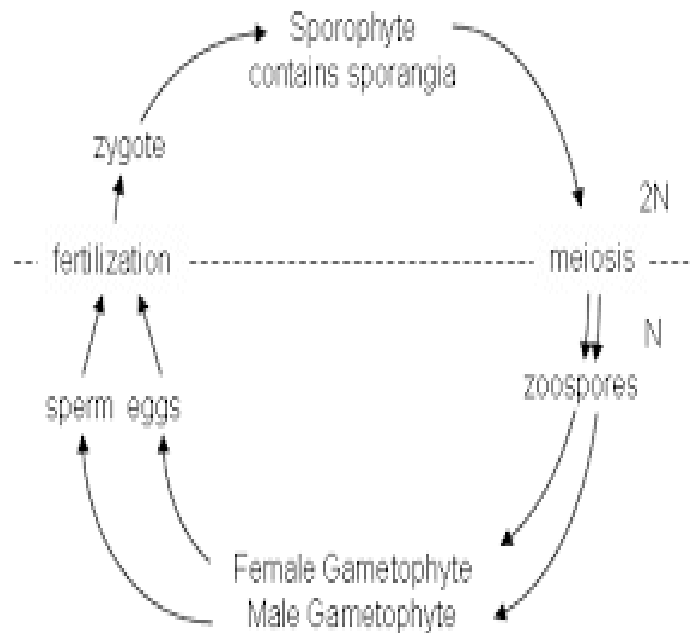 Sporophyte
contains sporangia
zygote
2N
fertilization
meiosis
N
zoospores
sperm eggs
Female Gametophyte
Male Gametophyte